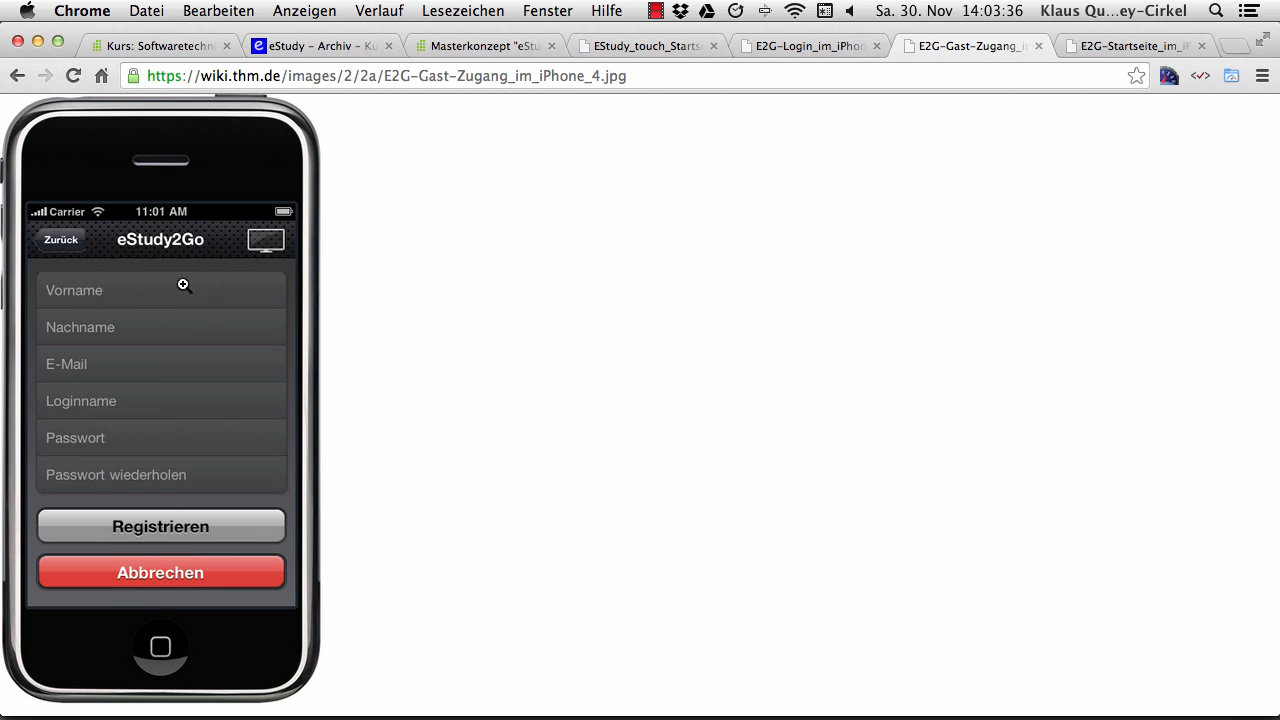 Chrome Datei Bearbeiten Anzeigen Verlauf Lesezeichen Fenster Hilfe Sa. 30. Nov 14:03:36 Klaus Qu...ey-Cirkel
Kurs: Softwaretechni eStudy – Archiv – Ku Masterkonzept "eStu EStudy_touch_Starts E2G-Login_im_iPhon E2G-Gast-Zugang_i E2G-Startseite_im_iP
https://wiki.thm.de/images/2/2a/E2G-Gast-Zugang_im_iPhone_4.jpg
Carrier 11:01 AM
Zurück eStudy2Go
Vorname
Nachname
E-Mail
Loginname
Passwort
Passwort wiederholen
Registrieren
Abbrechen